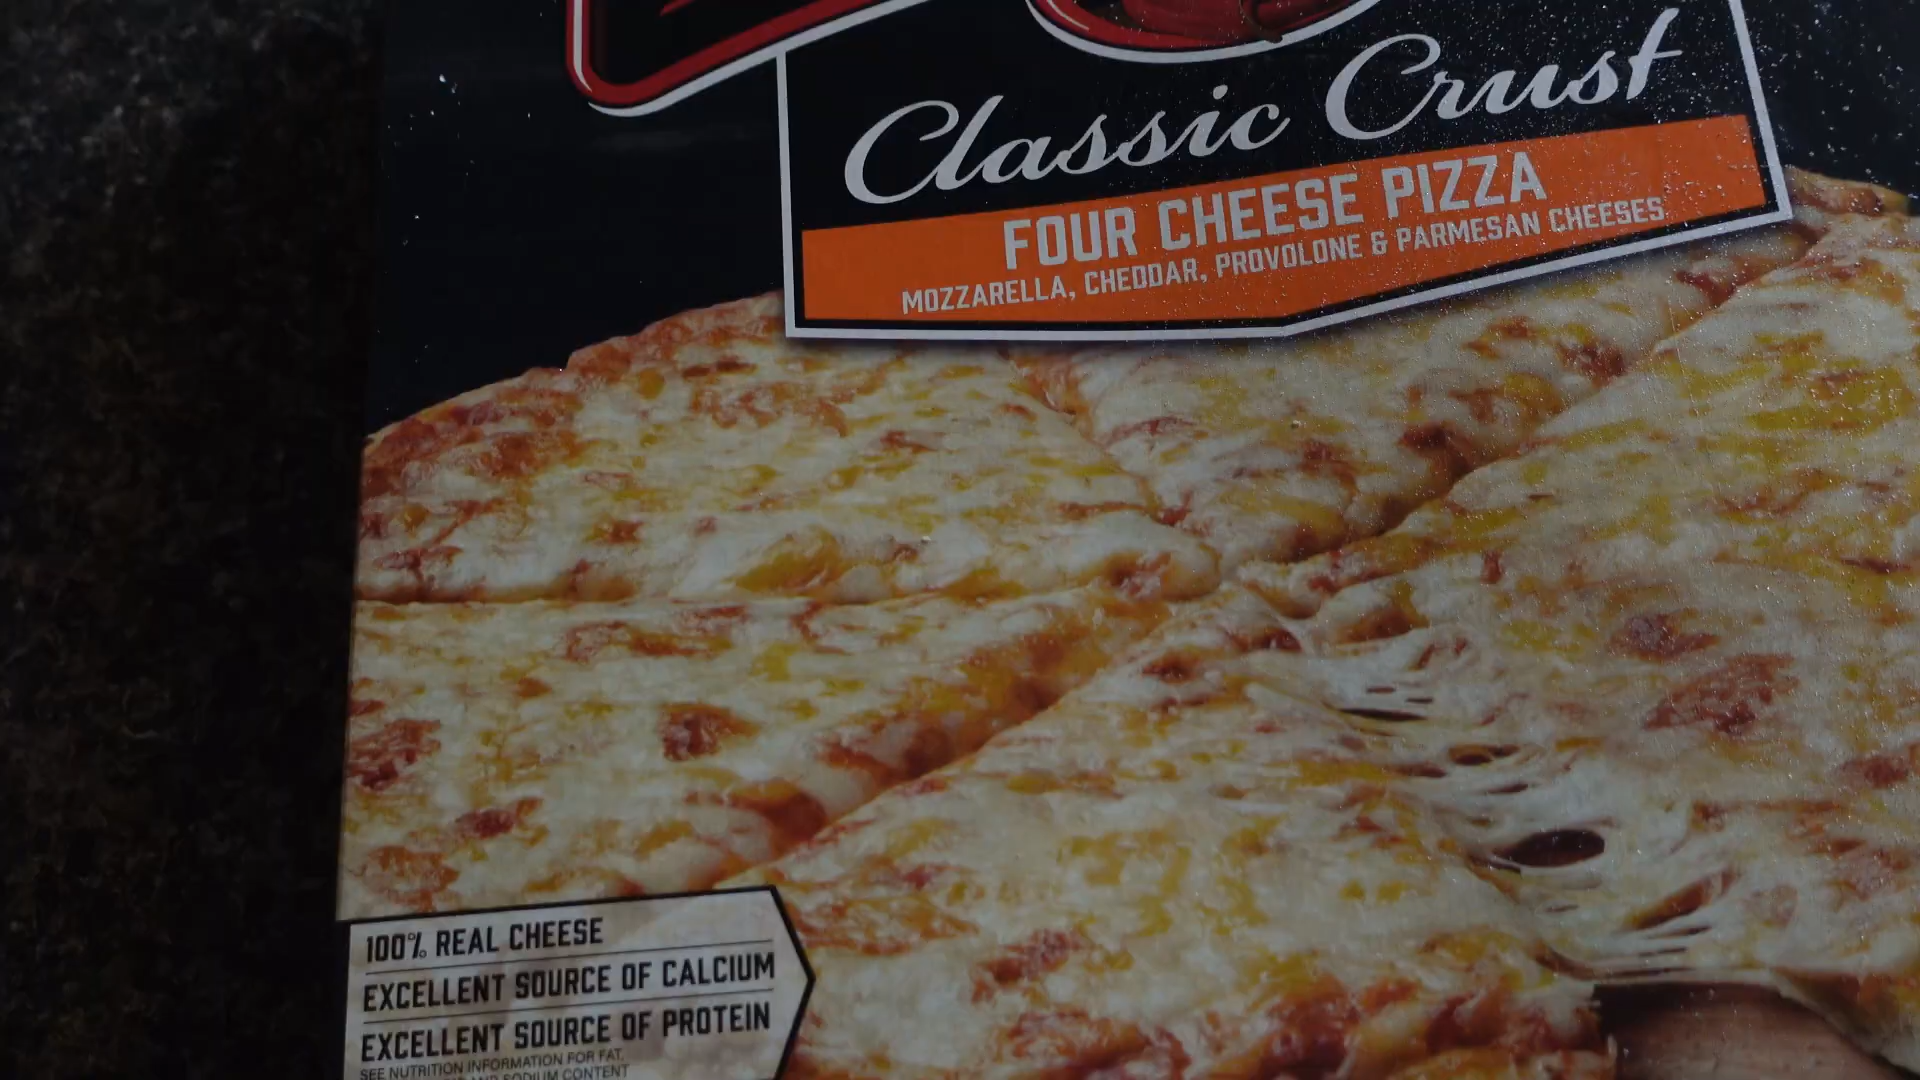 Classic Crust
FOUR CHEESE PIZZA
MOZZARELLA, CHEDDAR, PROVOLONE & PARMESAN CHEESES
100% REAL CHEESE
EXCELLENT SOURCE OF CALCIUM
EXCELLENT SOURCE OF PROTEIN
SEE NUTRITION INFORMATION FOR FAT,
AND SODIUM CONTENT